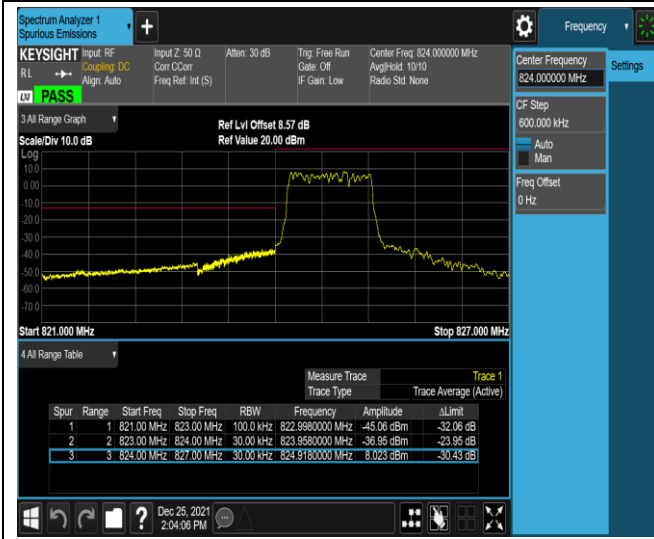 Spectrum Analyzer 1
Spurious Emissions
+
Frequency
KEYSIGHT
RL
LXI PASS
Input: RF
Coupling: DC
Align: Auto
Input Z: 50 Ω
Corr CCorr
Freq Ref: Int (S)
Atten: 30 dB
Trig: Free Run
Gate: Off
IF Gain: Low
Center Freq: 824.000000 MHz
Avg|Hold: 10/10
Radio Std: None
Center Frequency
824.000000 MHz
Settings
CF Step
600.000 kHz
Auto
Man
Freq Offset
0 Hz
3 All Range Graph
Scale/Div 10.0 dB
Ref Lvl Offset 8.57 dB
Ref Value 20.00 dBm
Log
10.0
0.00
-10.0
-20.0
-30.0
-40.0
-50.0
-60.0
-70.0
Start 821.000 MHz Stop 827.000 MHz
4 All Range Table
Measure Trace Trace 1
Trace Type Trace Average (Active)
Spur Range Start Freq Stop Freq RBW Frequency Amplitude ΔLimit
1 1 821.00 MHz 823.00 MHz 100.0 kHz 822.9980000 MHz -45.06 dBm -32.06 dB
2 2 823.00 MHz 824.00 MHz 30.00 kHz 823.9580000 MHz -36.95 dBm -23.95 dB
3 3 824.00 MHz 827.00 MHz 30.00 kHz 824.9180000 MHz 8.023 dBm -30.43 dB
?
Dec 25, 2021
2:04:06 PM